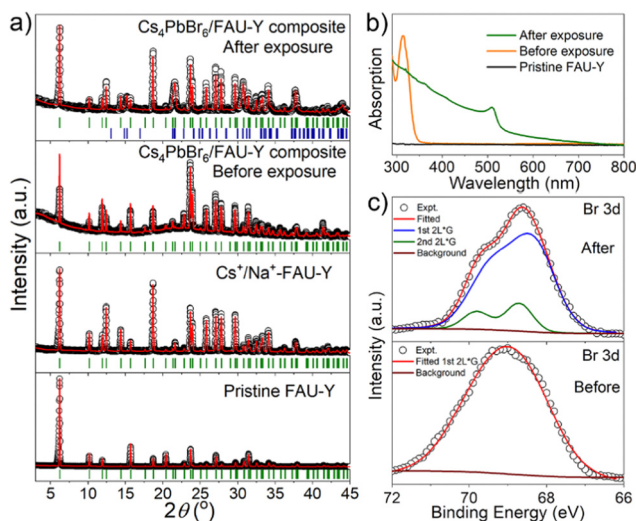 a)
Cs₄PbBr₆/FAU-Y composite
After exposure
Cs₄PbBr₆/FAU-Y composite
Before exposure
Cs⁺/Na⁺-FAU-Y
Pristine FAU-Y
Intensity (a.u.)
5 10 15 20 25 30 35 40 45
2θ (°)
b)
After exposure
Before exposure
Pristine FAU-Y
Absorption
300 400 500 600 700 800
Wavelength (nm)
c)
Expt.
Fitted
1st 2L*G
2nd 2L*G
Background
Br 3d
After
Expt.
Fitted 1st 2L*G
Background
Br 3d
Before
Intensity (a.u.)
72 70 68 66
Binding Energy (eV)